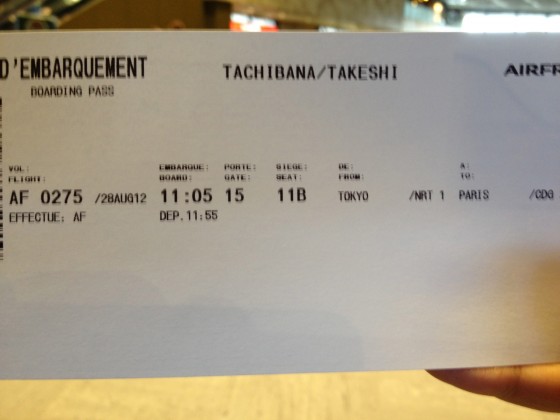 D'EMBARQUEMENT TACHIBANA/TAKESHI AIRFR
BOARDING PASS
VOL: EMBARQUE: PORTE: SIEGE: DE: A:
FLIGHT: BOARD: GATE: SEAT: FROM: TO:
AF 0275 /28AUG12 11:05 15 11B TOKYO /NRT 1 PARIS /CDG
EFFECTUE: AF DEP.11:55